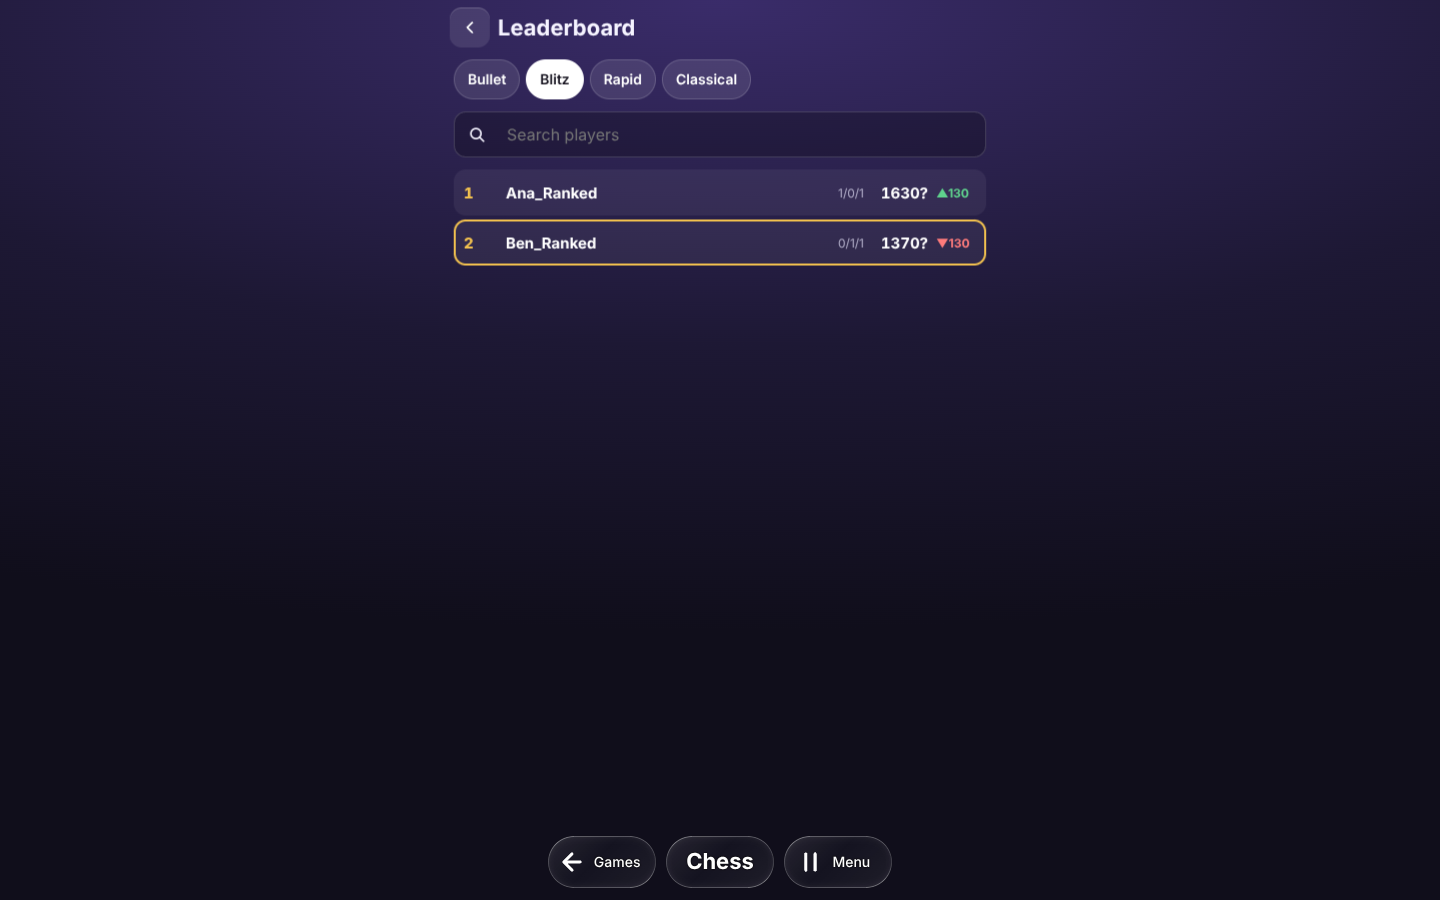 Leaderboard
Bullet Blitz Rapid Classical
Search players
1 Ana_Ranked 1/0/1 1630? ▲130
2 Ben_Ranked 0/1/1 1370? ▼130
Games Chess Menu